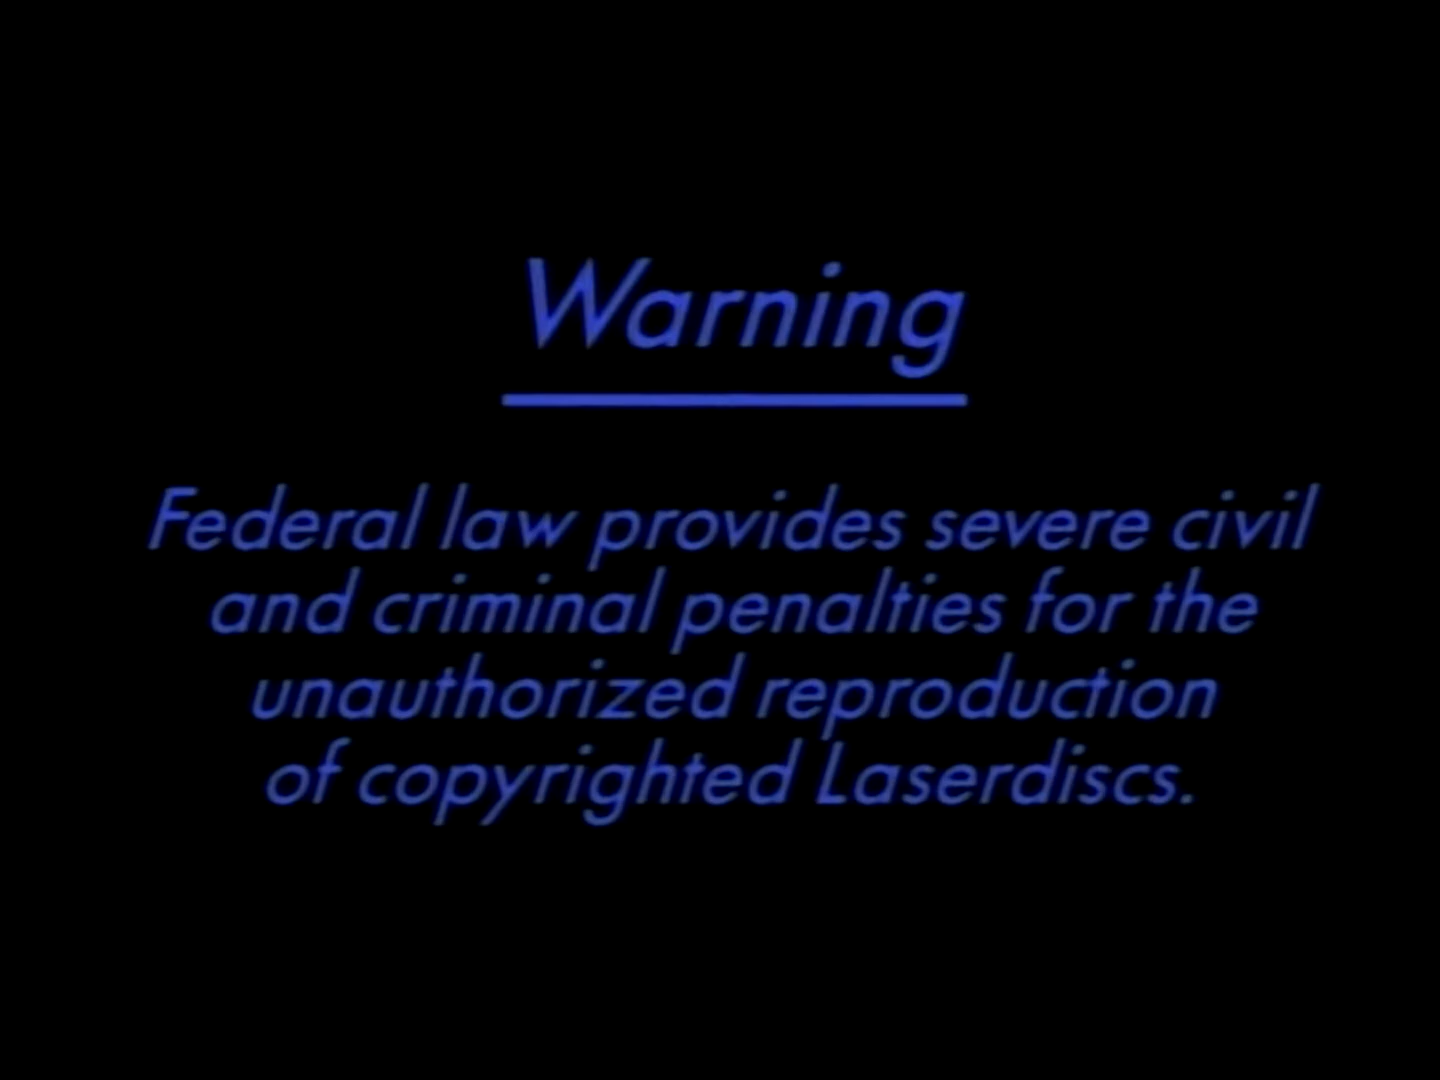 Warning
Federal law provides severe civil
and criminal penalties for the
unauthorized reproduction
of copyrighted Laserdiscs.